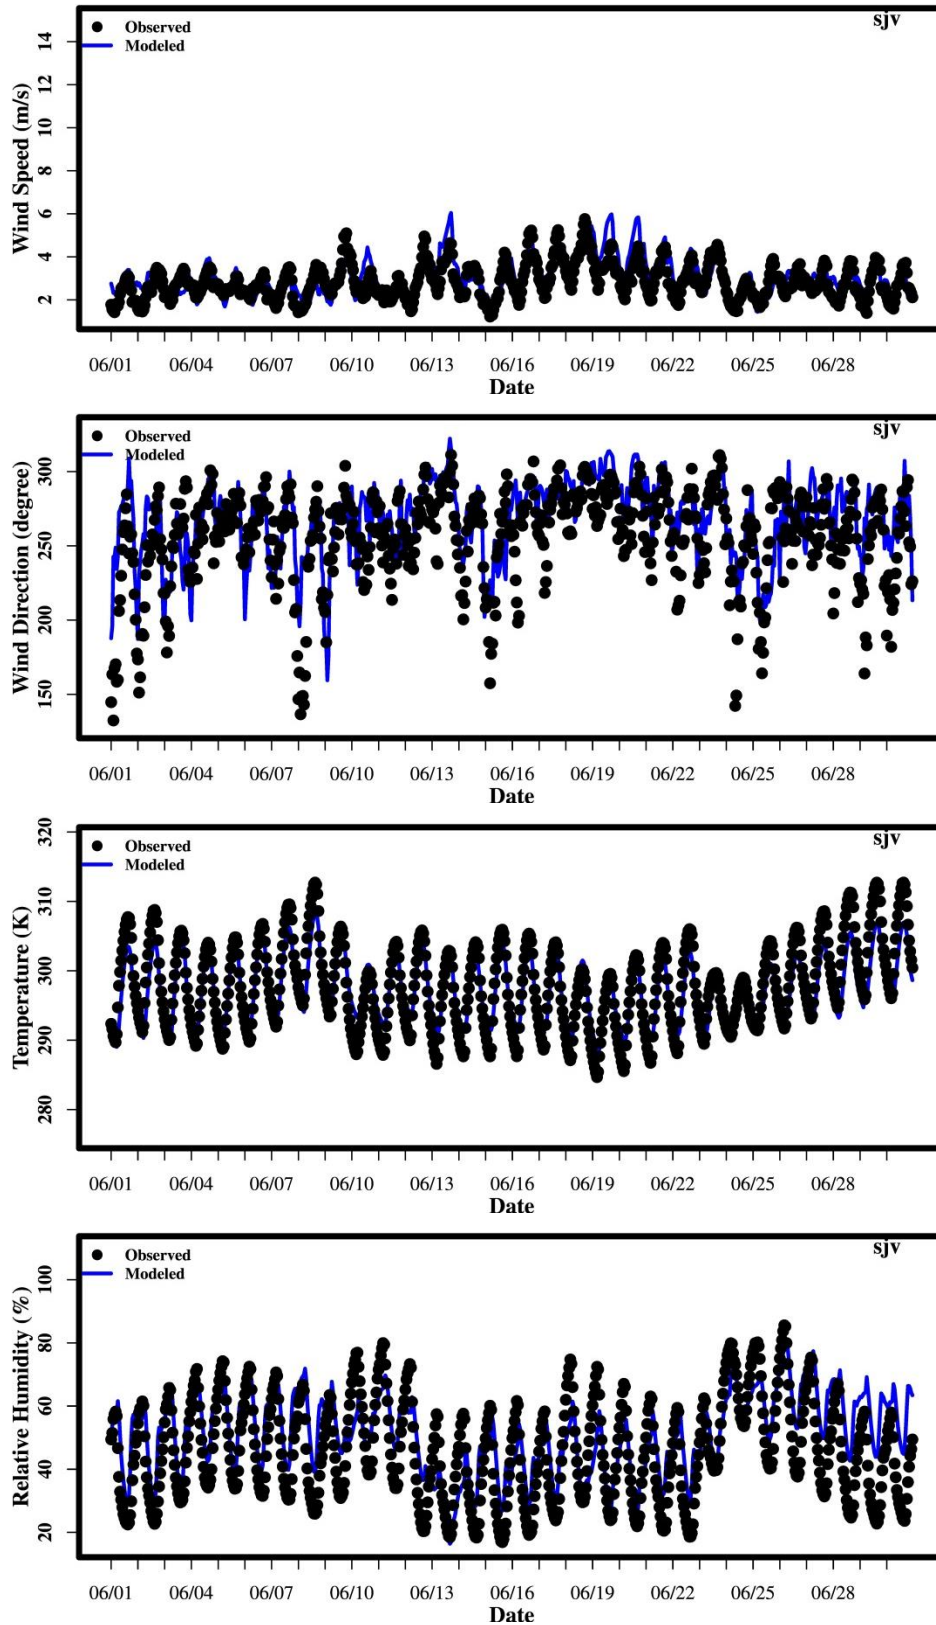 sjv
Observed
Modeled
Wind Speed (m/s)
14
12
10
8
6
4
2
06/01 06/04 06/07 06/10 06/13 06/16 06/19 06/22 06/25 06/28
Date
sjv
Observed
Modeled
Wind Direction (degree)
300
250
200
150
06/01 06/04 06/07 06/10 06/13 06/16 06/19 06/22 06/25 06/28
Date
sjv
Observed
Modeled
Temperature (K)
320
310
300
290
280
06/01 06/04 06/07 06/10 06/13 06/16 06/19 06/22 06/25 06/28
Date
sjv
Observed
Modeled
Relative Humidity (%)
100
80
60
40
20
06/01 06/04 06/07 06/10 06/13 06/16 06/19 06/22 06/25 06/28
Date